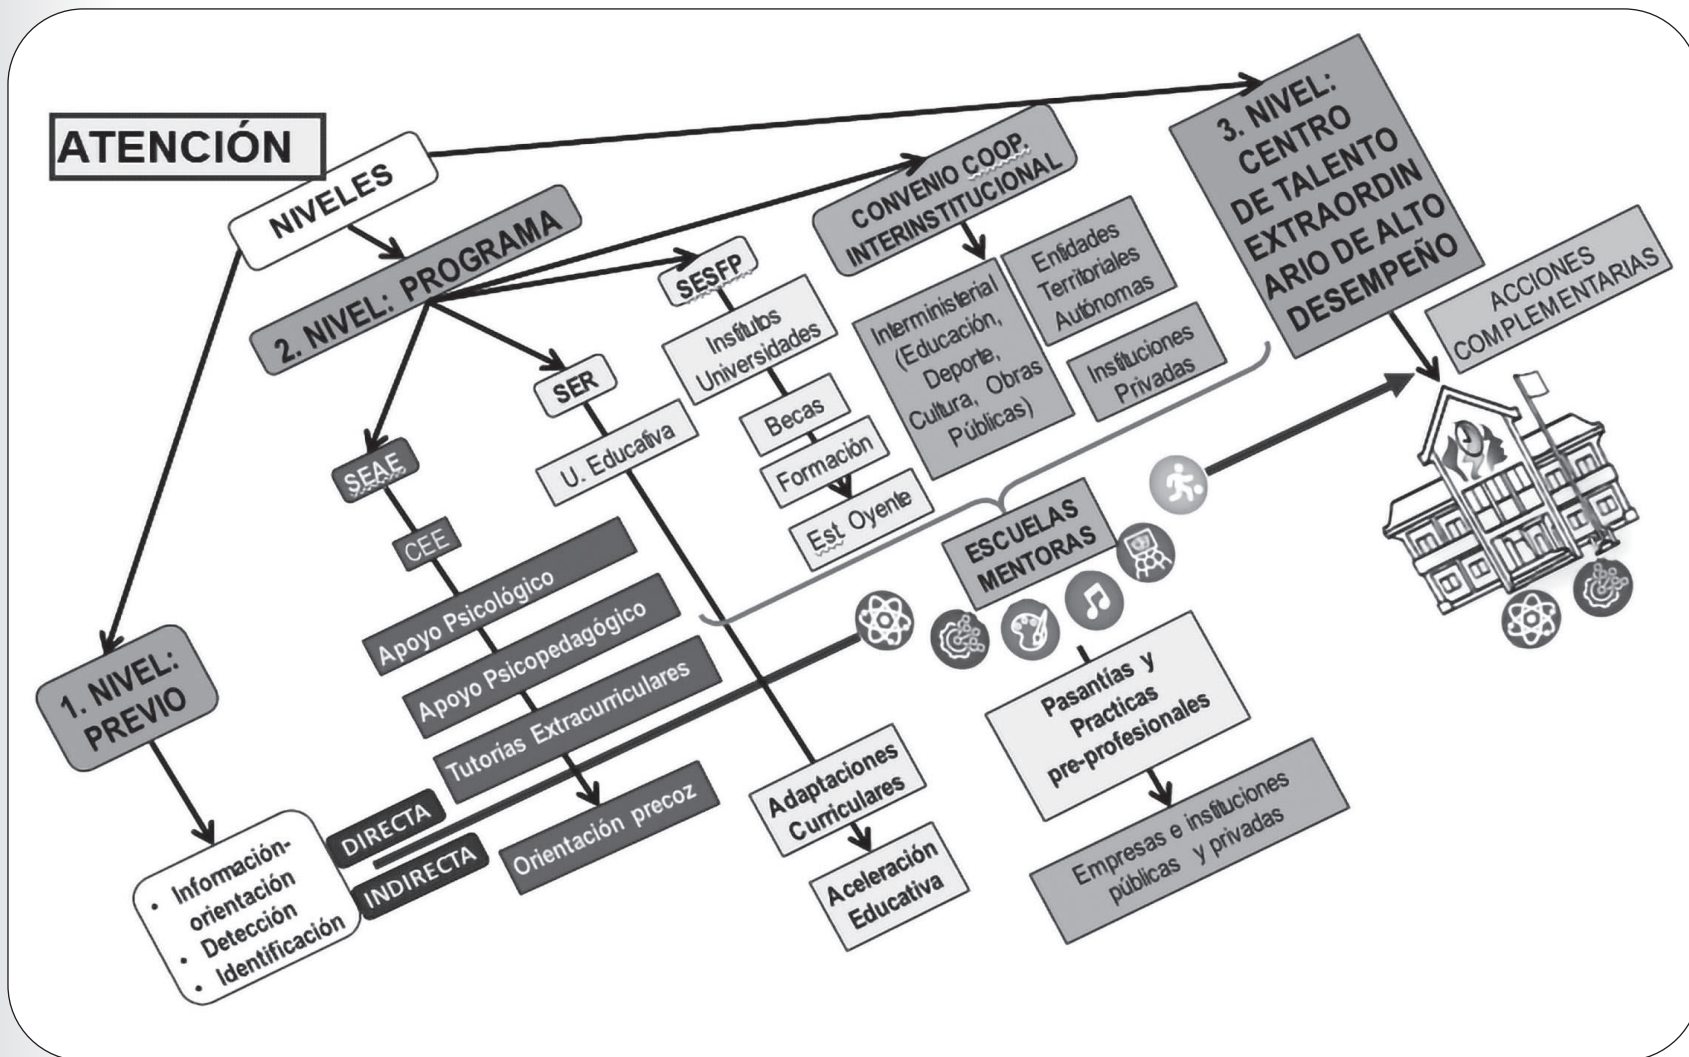 ATENCIÓN
NIVELES
1. NIVEL:
PREVIO
• Información-
orientación
• Detección
• Identificación
DIRECTA
INDIRECTA
2. NIVEL: PROGRAMA
SEAE
CEE
Apoyo Psicológico
Apoyo Psicopedagógico
Tutorías Extracurriculares
Orientación precoz
SER
U. Educativa
Adaptaciones
Curriculares
Aceleración
Educativa
SESFP
Institutos
Universidades
Becas
Formación
Est Oyente
CONVENIO COOP.
INTERINSTITUCIONAL
Interministerial
(Educación,
Deporte,
Cultura, Obras
Públicas)
Entidades
Territoriales
Autónomas
Instituciones
Privadas
ESCUELAS
MENTORAS
Pasantías y
Practicas
pre-profesionales
Empresas e instituciones
públicas y privadas
3. NIVEL:
CENTRO
DE TALENTO
EXTRAORDIN
ARIO DE ALTO
DESEMPEÑO
ACCIONES
COMPLEMENTARIAS